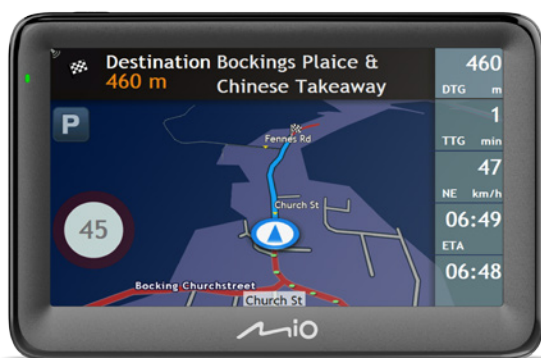 Destination Bockings Plaice &
460 m Chinese Takeaway
P
Fennes Rd
Church St
45
Bocking Churchstreet
Church St
460
DTG m
1
TTG min
47
NE km/h
06:49
ETA
06:48
Mio